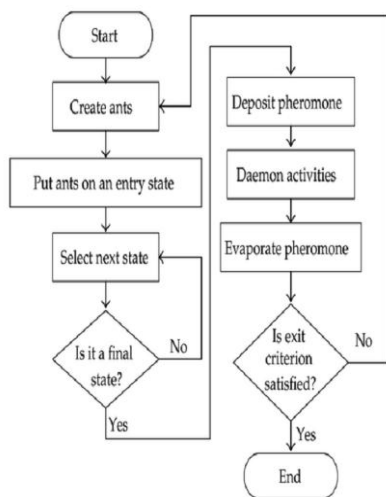 Start
Create ants
Put ants on an entry state
Select next state
Is it a final
state?
No
Yes
Deposit pheromone
Daemon activities
Evaporate pheromone
Is exit
criterion
satisfied?
No
Yes
End